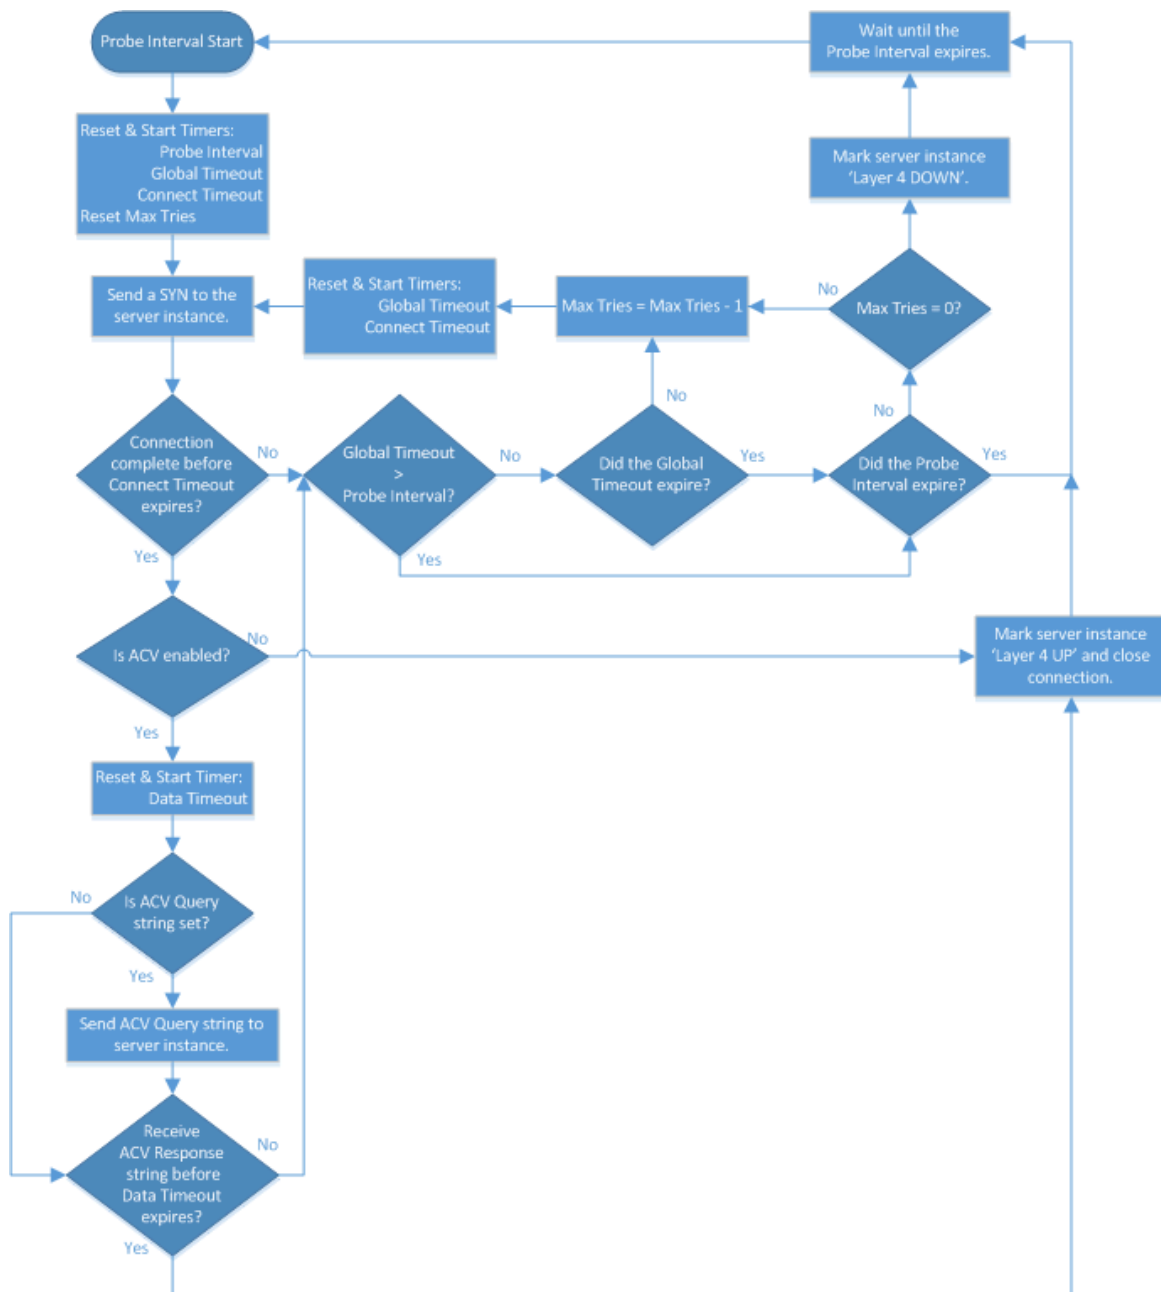 Probe Interval Start
Wait until the
Probe Interval expires.
Reset & Start Timers:
Probe Interval
Global Timeout
Connect Timeout
Reset Max Tries
Mark server instance
‘Layer 4 DOWN’.
Send a SYN to the
server instance.
Reset & Start Timers:
Global Timeout
Connect Timeout
Max Tries = Max Tries - 1
No
Max Tries = 0?
No
No
No
Connection
complete before
Connect Timeout
expires?
No
Global Timeout
>
Probe Interval?
No
Did the Global
Timeout expire?
Yes
Did the Probe
Interval expire?
Yes
Yes
Yes
Is ACV enabled?
No
Mark server instance
‘Layer 4 UP’ and close
connection.
Yes
Reset & Start Timer:
Data Timeout
No
Is ACV Query
string set?
Yes
Send ACV Query string to
server instance.
Receive
ACV Response
string before
Data Timeout
expires?
No
Yes